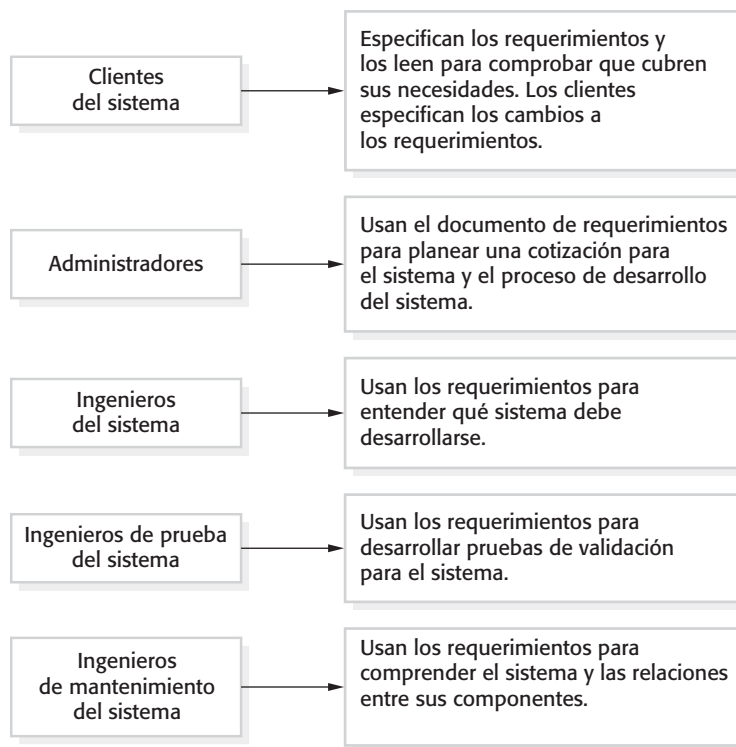 Clientes
del sistema
Especifican los requerimientos y
los leen para comprobar que cubren
sus necesidades. Los clientes
especifican los cambios a
los requerimientos.
Administradores
Usan el documento de requerimientos
para planear una cotización para
el sistema y el proceso de desarrollo
del sistema.
Ingenieros
del sistema
Usan los requerimientos para
entender qué sistema debe
desarrollarse.
Ingenieros de prueba
del sistema
Usan los requerimientos para
desarrollar pruebas de validación
para el sistema.
Ingenieros
de mantenimiento
del sistema
Usan los requerimientos para
comprender el sistema y las relaciones
entre sus componentes.